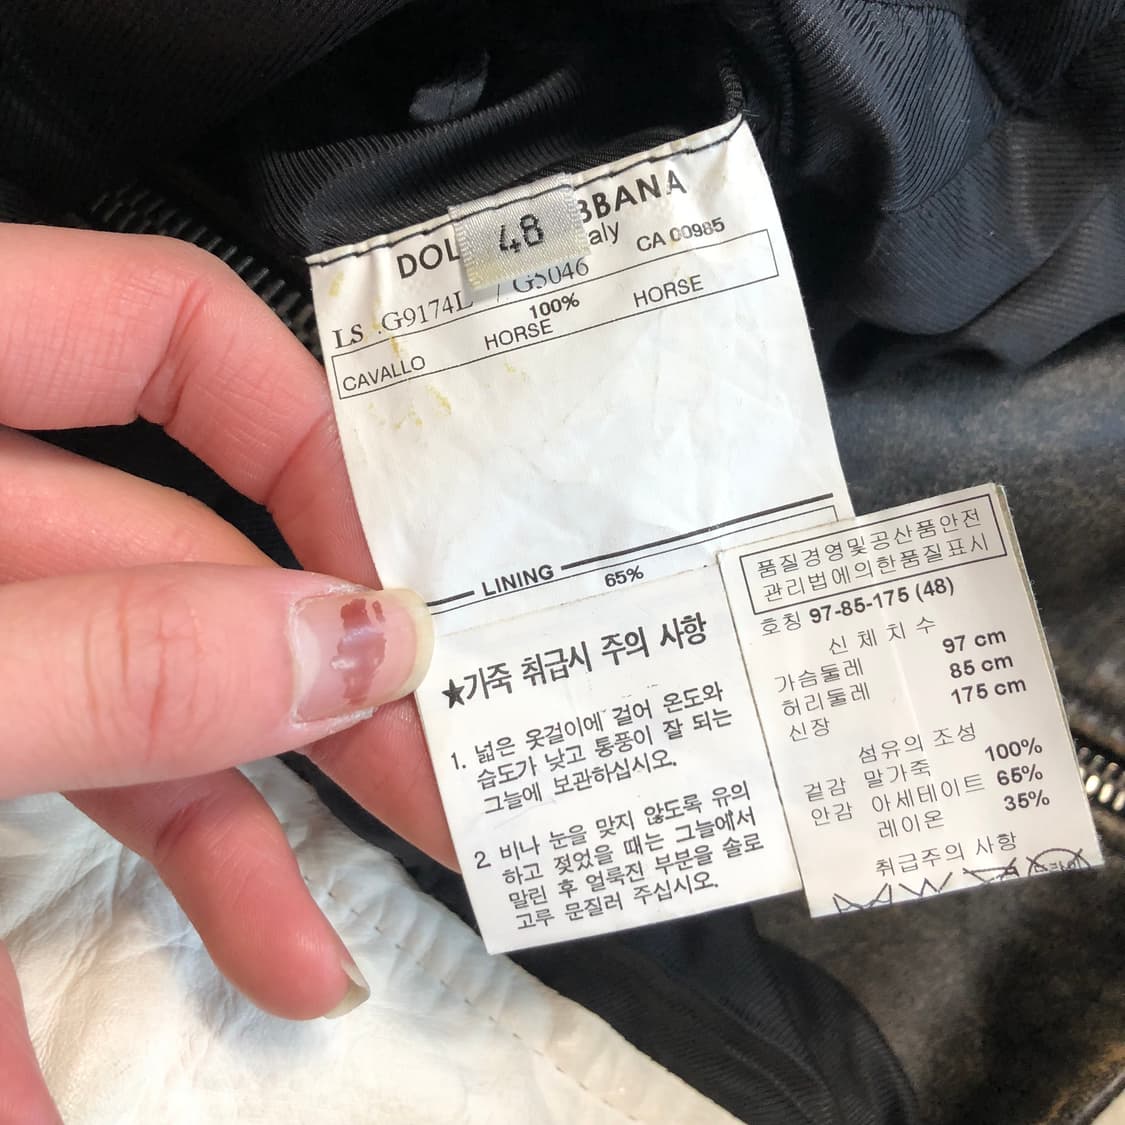 48
BBANA
DOL
aly
CA 00985
LS G9174L / G5046
100%
CAVALLO HORSE HORSE
LINING
65%
★가죽 취급시 주의 사항
1. 넓은 옷걸이에 걸어 온도와
습도가 낮고 통풍이 잘 되는
그늘에 보관하십시오.
2 비나 눈을 맞지 않도록 유의
하고 젖었을 때는 그늘에서
말린 후 얼룩진 부분을 솔로
고루 문질러 주십시오.
품질경영및공산품안전
관리법에의한품질표시
호칭 97-85-175 (48)
신 체 치 수
가슴둘레 97 cm
허리둘레 85 cm
신장 175 cm
섬유의 조성
겉감 말가죽 100%
안감 아세테이트 65%
레이온 35%
취급주의 사항